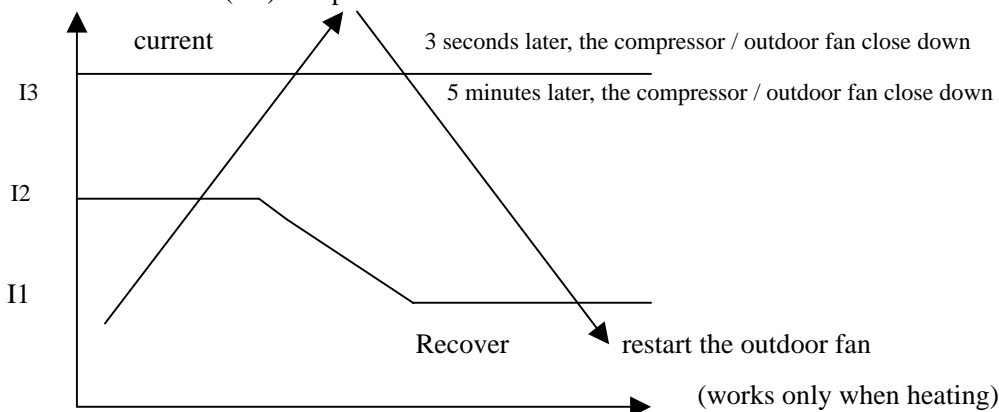 current
3 seconds later, the compressor / outdoor fan close down
I3
5 minutes later, the compressor / outdoor fan close down
I2
I1
Recover
restart the outdoor fan
(works only when heating)